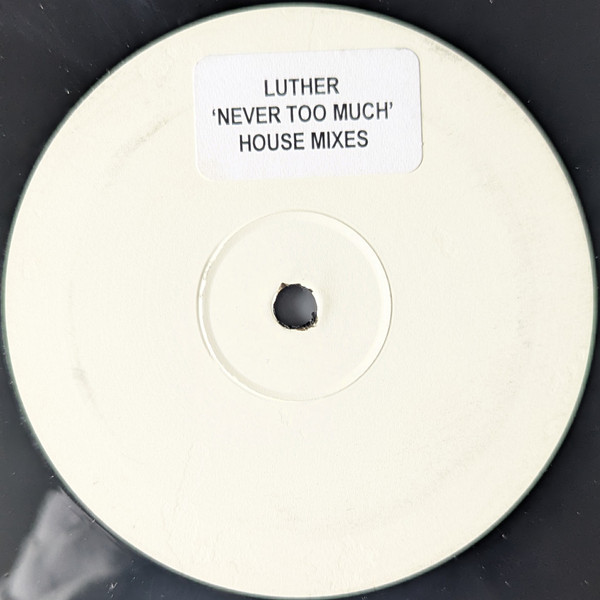 LUTHER
‘NEVER TOO MUCH’
HOUSE MIXES